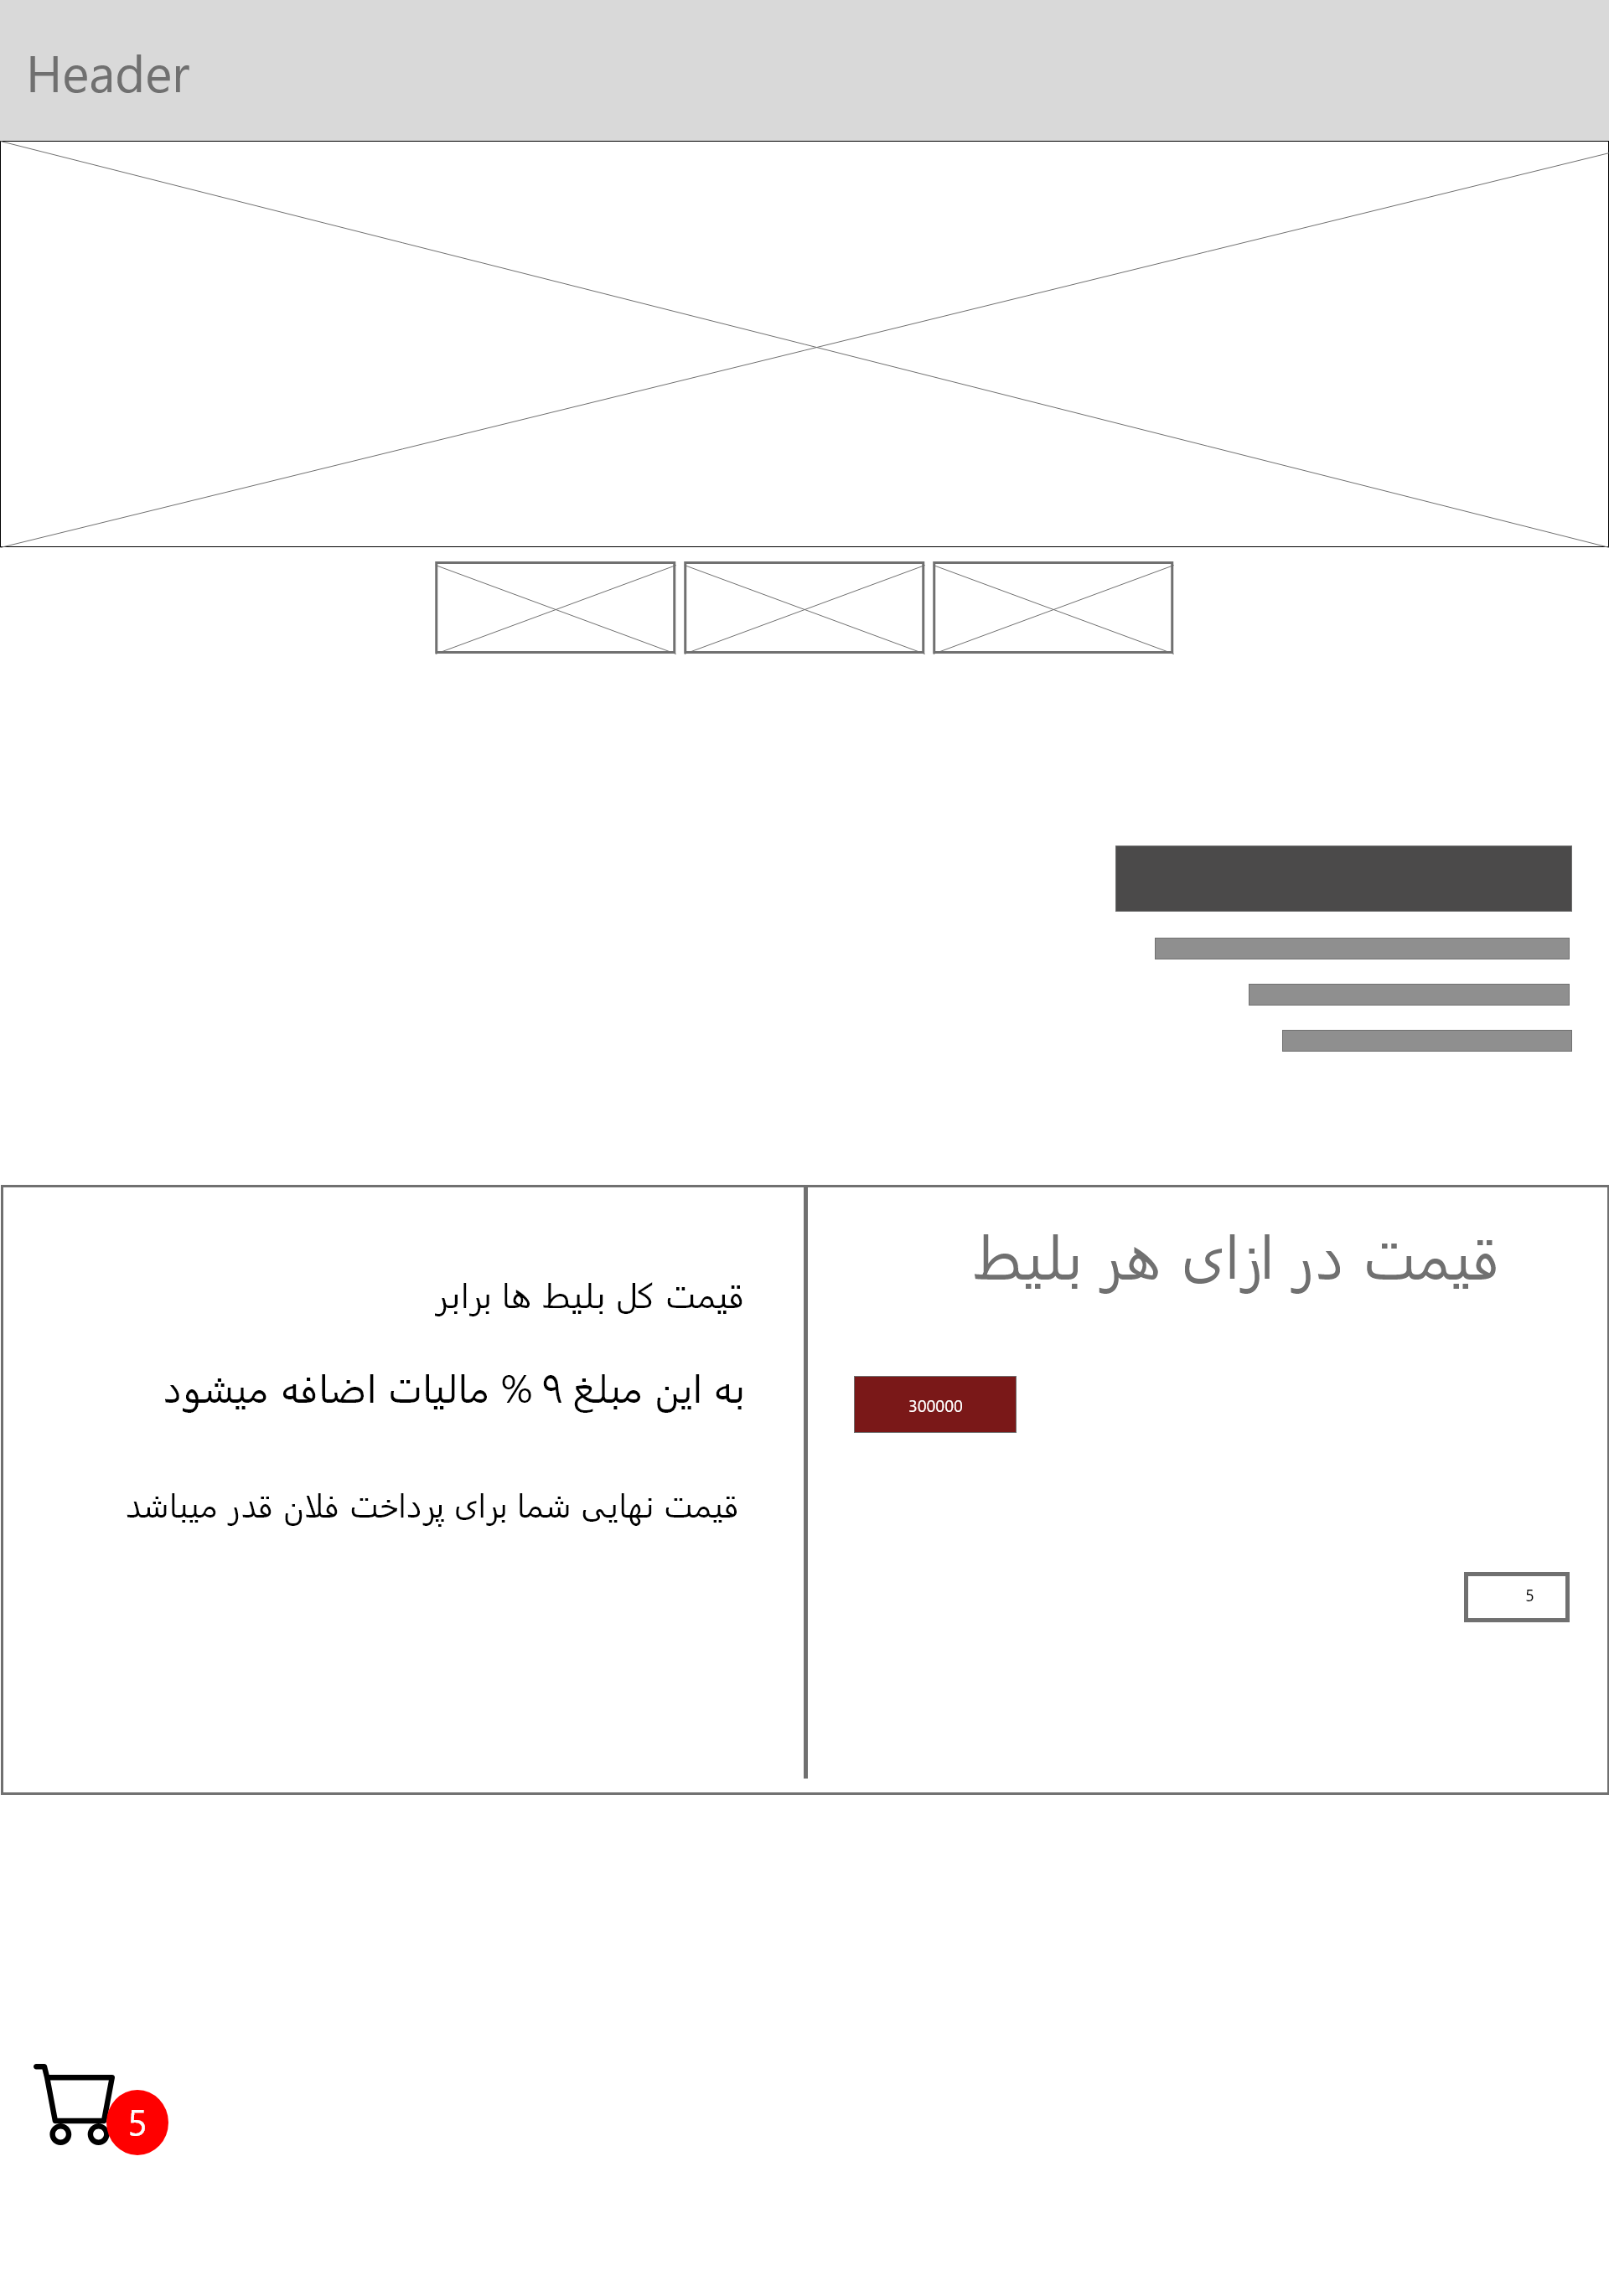 Header
قیمت در ازای هر بلیط
300000
5
قیمت کل بلیط ها برابر
به این مبلغ ۹ % مالیات اضافه میشود
قیمت نهایی شما برای پرداخت فلان قدر میباشد
5